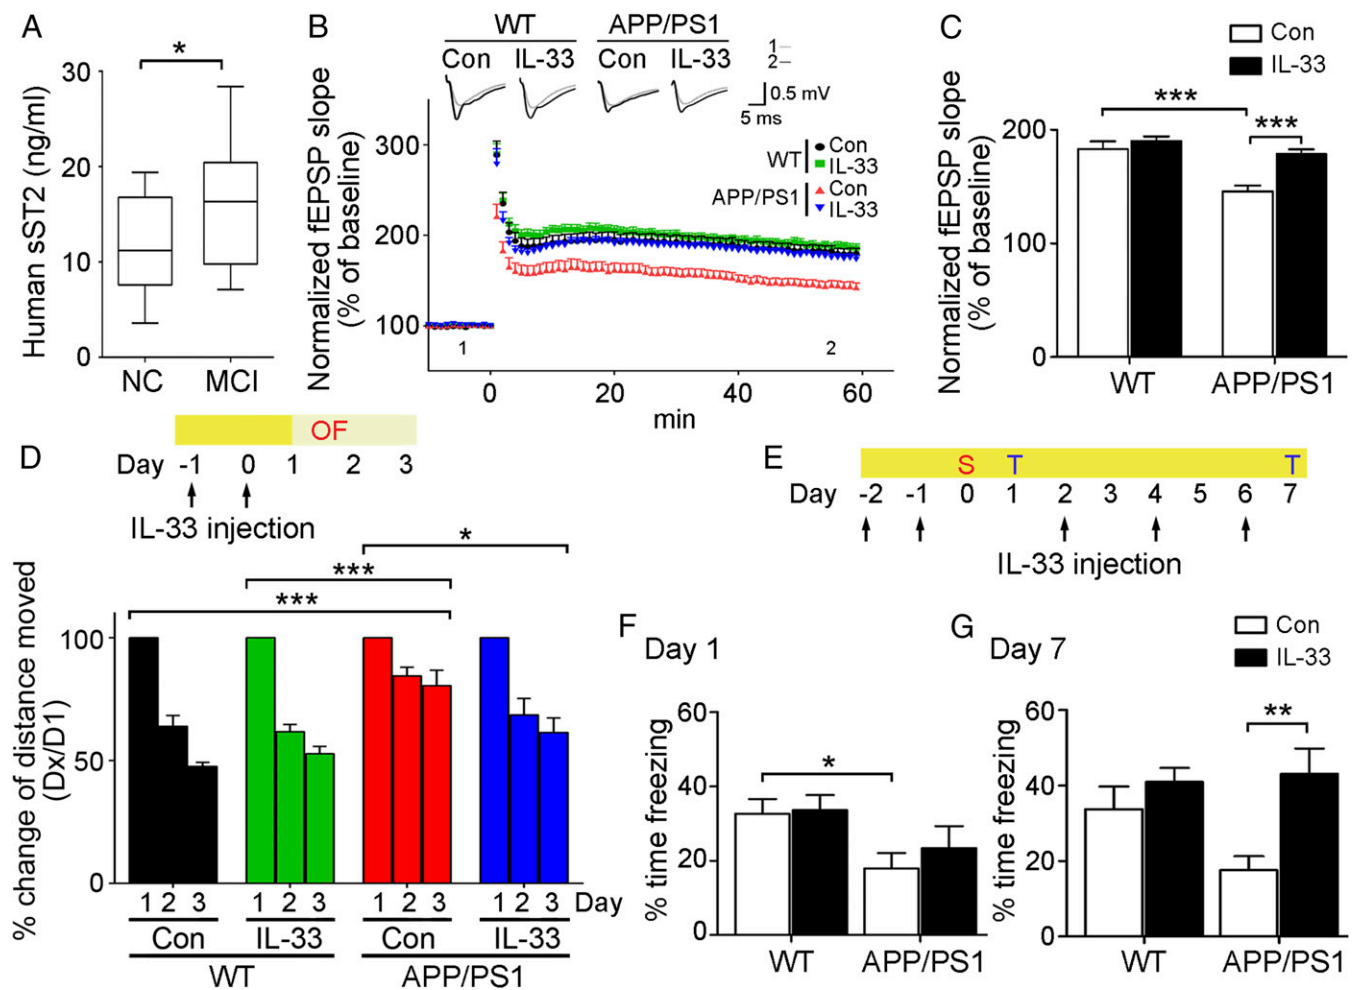 A
*
Human sST2 (ng/ml)
30
20
10
0
NC MCI
B
WT APP/PS1
Con IL-33 Con IL-33
1
2
0.5 mV
5 ms
Normalized fEPSP slope
(% of baseline)
300
200
100
WT
Con
IL-33
APP/PS1
Con
IL-33
1 2
0 20 40 60
min
C
Con
IL-33
Normalized fEPSP slope
(% of baseline)
200
100
0
***
***
WT APP/PS1
D
OF
Day -1 0 1 2 3
IL-33 injection
*
***
***
% change of distance moved
(Dx/D1)
100
50
0
1 2 3 1 2 3 1 2 3 1 2 3 Day
Con IL-33 Con IL-33
WT APP/PS1
E
S T T
Day -2 -1 0 1 2 3 4 5 6 7
IL-33 injection
F Day 1
% time freezing
60
40
20
0
*
WT APP/PS1
G Day 7
Con
IL-33
% time freezing
60
40
20
0
**
WT APP/PS1